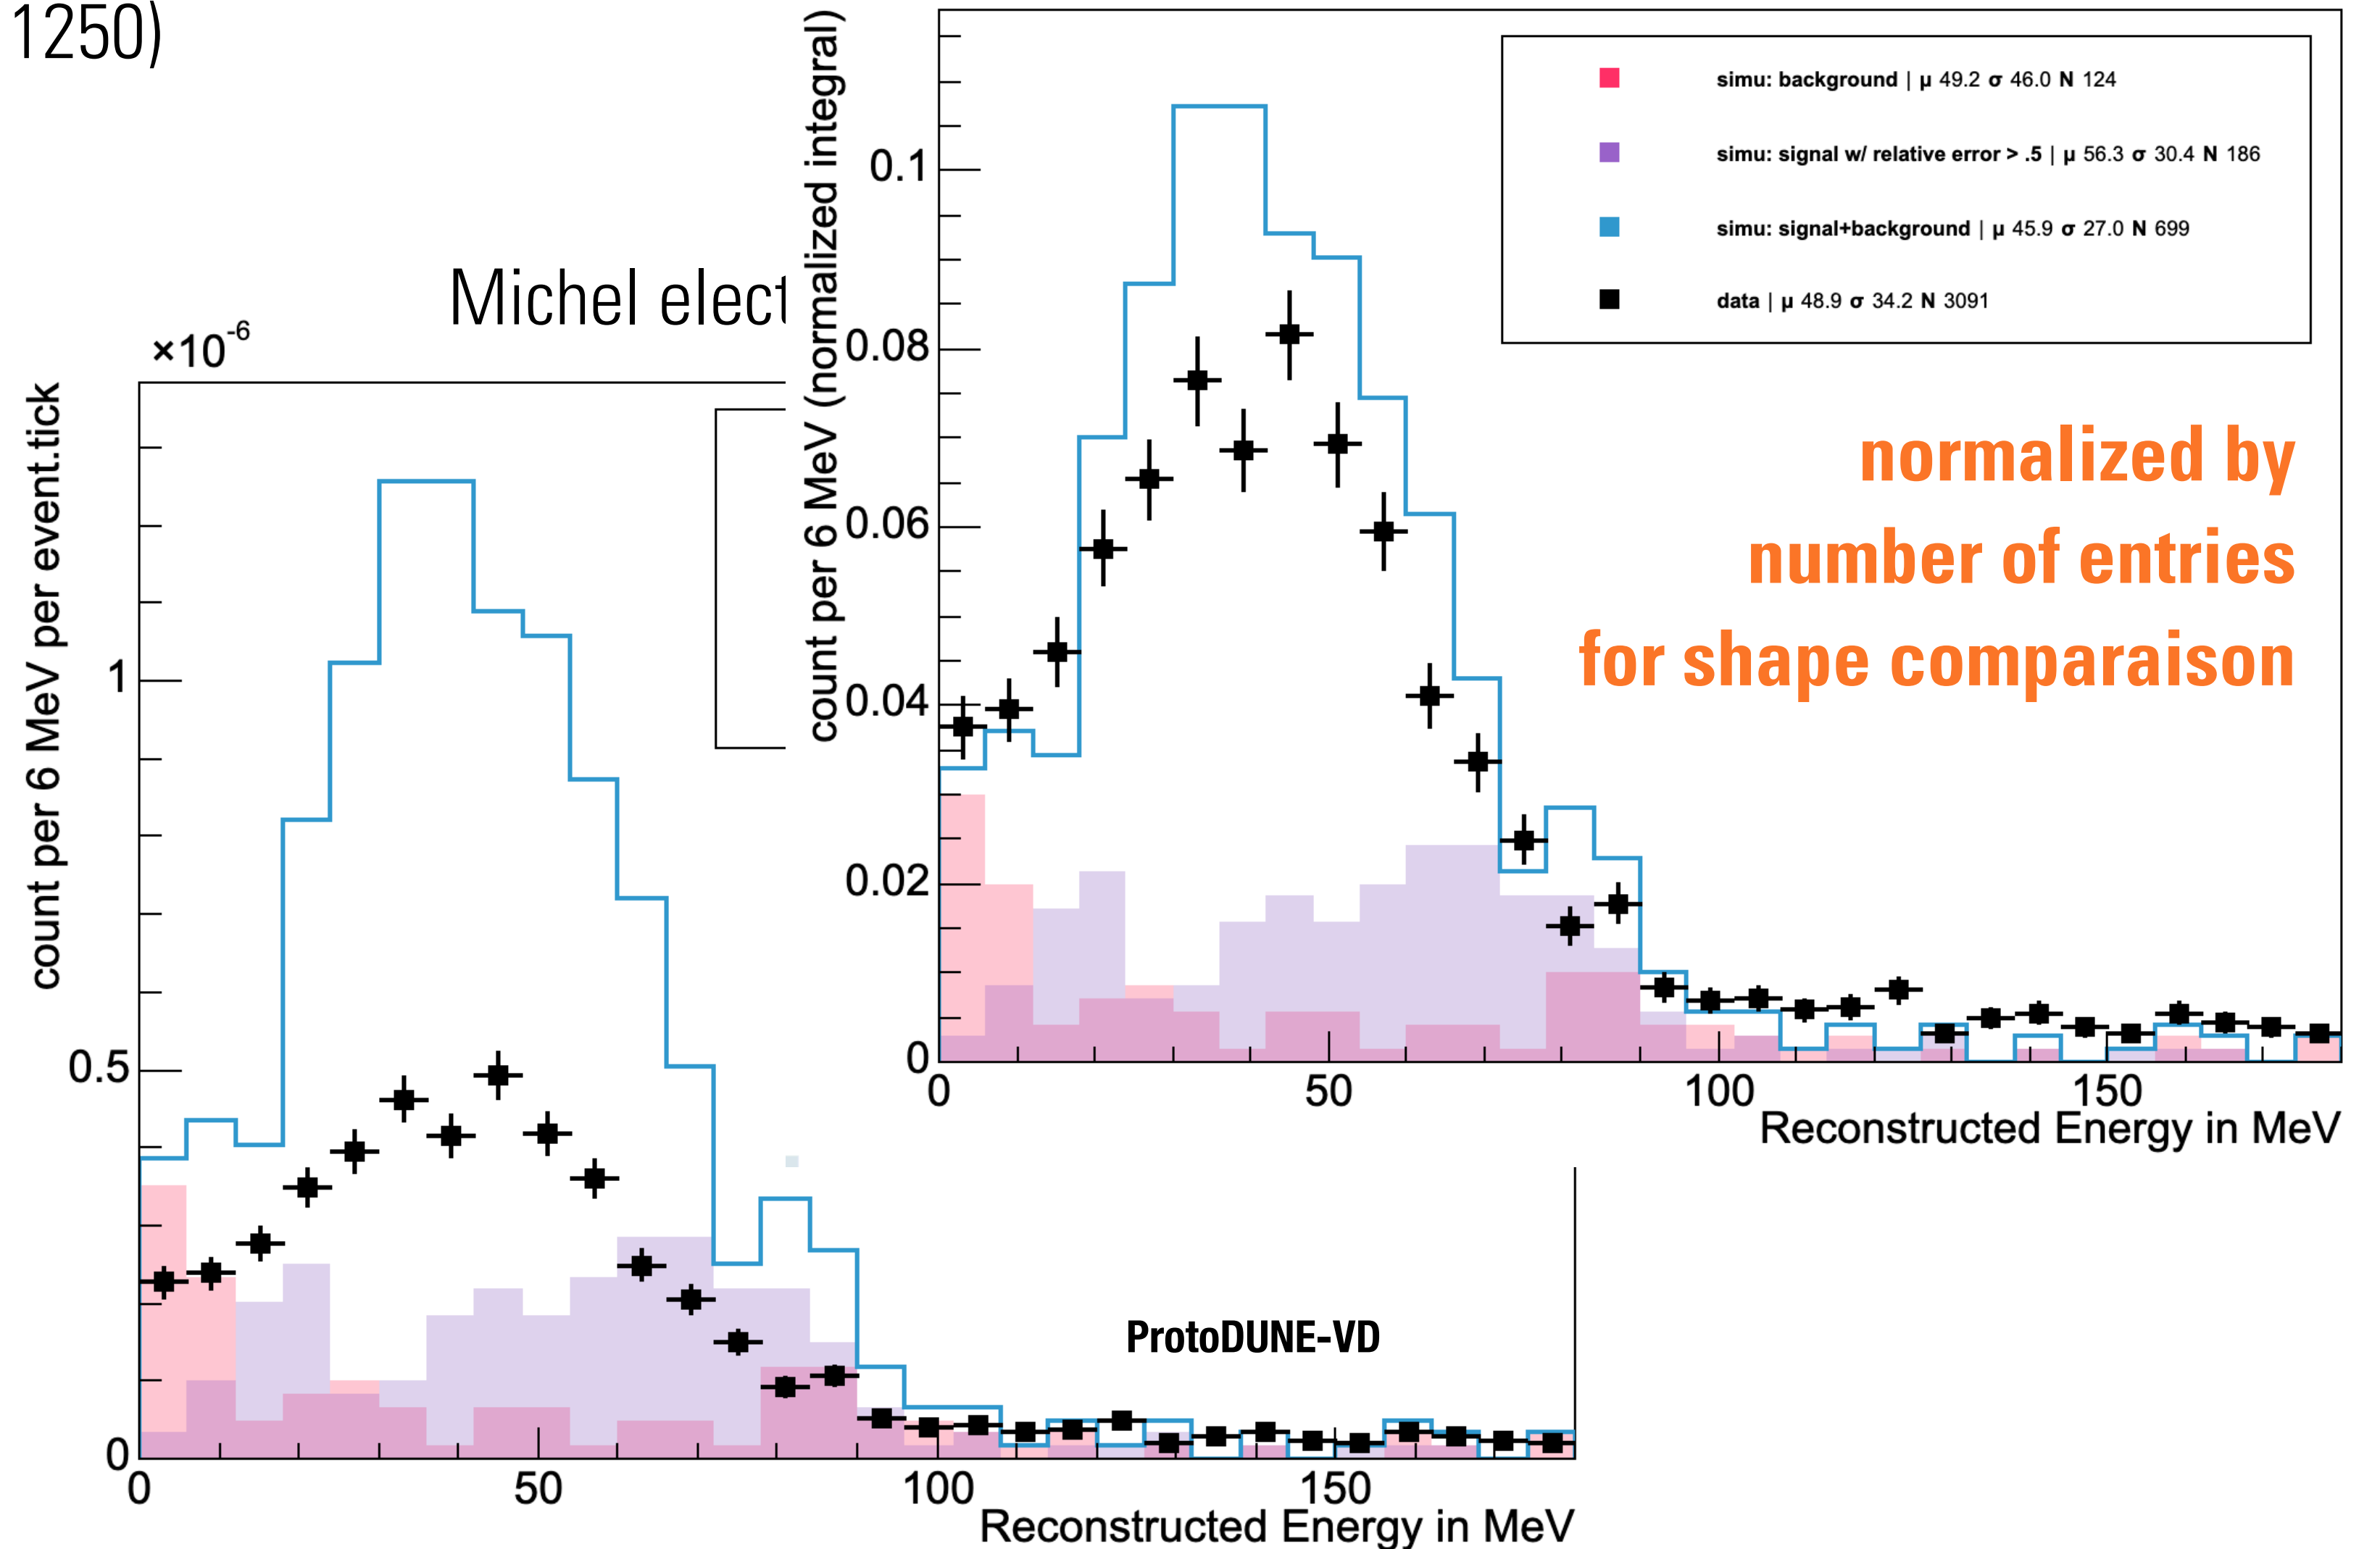 1250)
Michel elect
×10-6
count per 6 MeV per event.tick
1
0.5
0
0
50
100
150
Reconstructed Energy in MeV
ProtoDUNE-VD
count per 6 MeV (normalized integral)
0.1
0.08
0.06
0.04
0.02
0
0
50
100
150
Reconstructed Energy in MeV
simu: background | μ 49.2 σ 46.0 N 124
simu: signal w/ relative error > .5 | μ 56.3 σ 30.4 N 186
simu: signal+background | μ 45.9 σ 27.0 N 699
data | μ 48.9 σ 34.2 N 3091
normalized by
number of entries
for shape comparaison